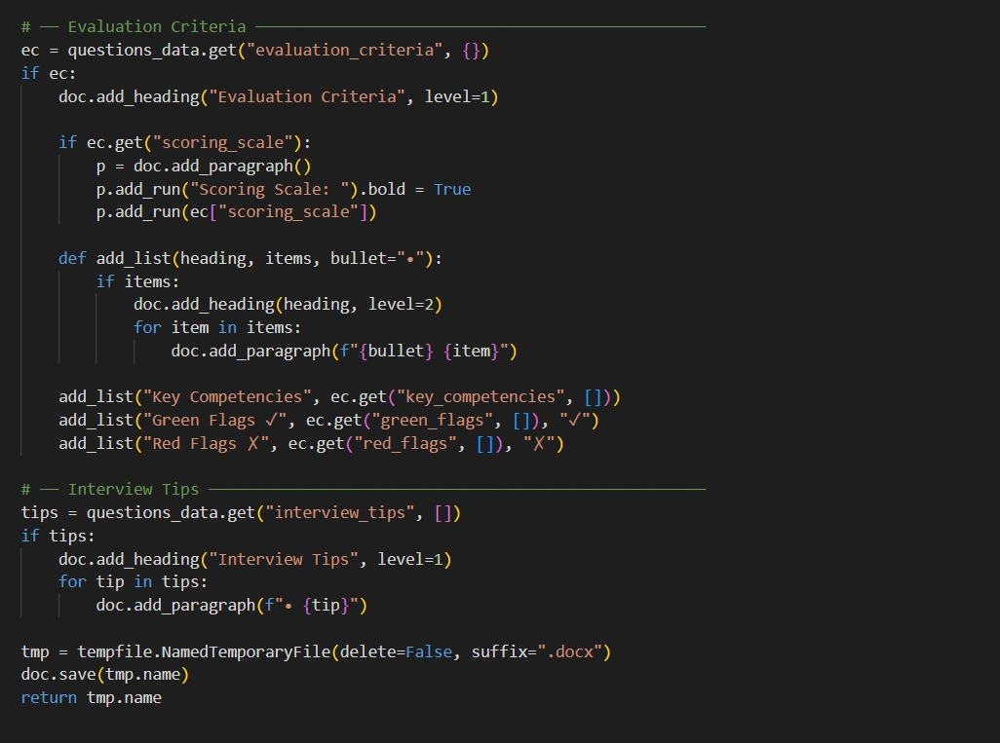 # ── Evaluation Criteria ────────────────────────────────────────────────
ec = questions_data.get("evaluation_criteria", {})
if ec:
    doc.add_heading("Evaluation Criteria", level=1)

    if ec.get("scoring_scale"):
        p = doc.add_paragraph()
        p.add_run("Scoring Scale: ").bold = True
        p.add_run(ec["scoring_scale"])

    def add_list(heading, items, bullet="•"):
        if items:
            doc.add_heading(heading, level=2)
            for item in items:
                doc.add_paragraph(f"{bullet} {item}")

    add_list("Key Competencies", ec.get("key_competencies", []))
    add_list("Green Flags ✓", ec.get("green_flags", []), "✓")
    add_list("Red Flags ✗", ec.get("red_flags", []), "✗")

# ── Interview Tips ─────────────────────────────────────────────────────
tips = questions_data.get("interview_tips", [])
if tips:
    doc.add_heading("Interview Tips", level=1)
    for tip in tips:
        doc.add_paragraph(f"• {tip}")

tmp = tempfile.NamedTemporaryFile(delete=False, suffix=".docx")
doc.save(tmp.name)
return tmp.name